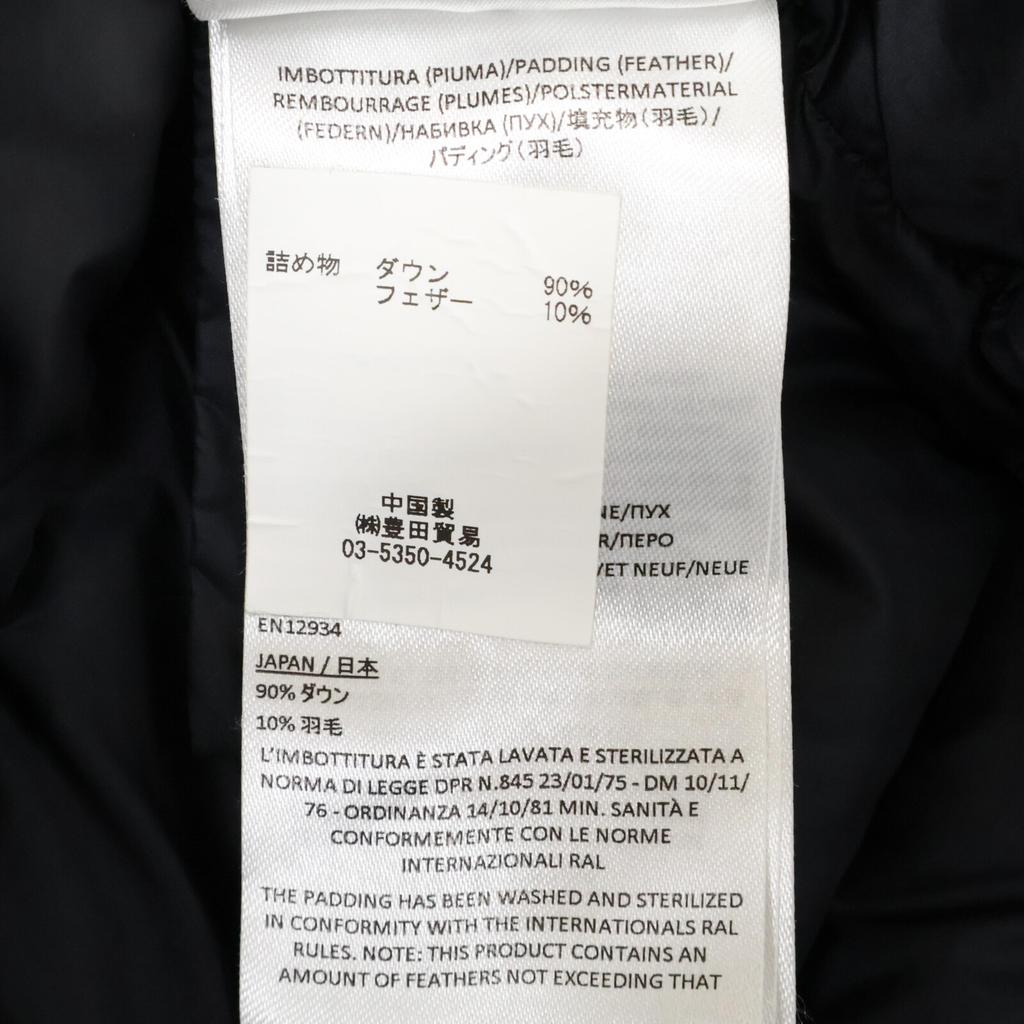 IMBOTTITURA (PIUMA)/PADDING (FEATHER)/
REMBOURRAGE (PLUMES)/POLSTERMATERIAL
(FEDERN)/НАБИВКА (ПУХ)/填充物(羽毛)/
パディング(羽毛)
詰め物 ダウン 90%
フェザー 10%
中国製
㈱豊田貿易
03-5350-4524
/ПУХ
/ПЕРО
/ET NEUF/NEUE
EN12934
JAPAN / 日本
90% ダウン
10% 羽毛
L'IMBOTTITURA È STATA LAVATA E STERILIZZATA A
NORMA DI LEGGE DPR N.845 23/01/75 - DM 10/11/
76 - ORDINANZA 14/10/81 MIN. SANITÀ E
CONFORMEMENTE CON LE NORME
INTERNAZIONALI RAL
THE PADDING HAS BEEN WASHED AND STERILIZED
IN CONFORMITY WITH THE INTERNATIONALS RAL
RULES. NOTE: THIS PRODUCT CONTAINS AN
AMOUNT OF FEATHERS NOT EXCEEDING THAT